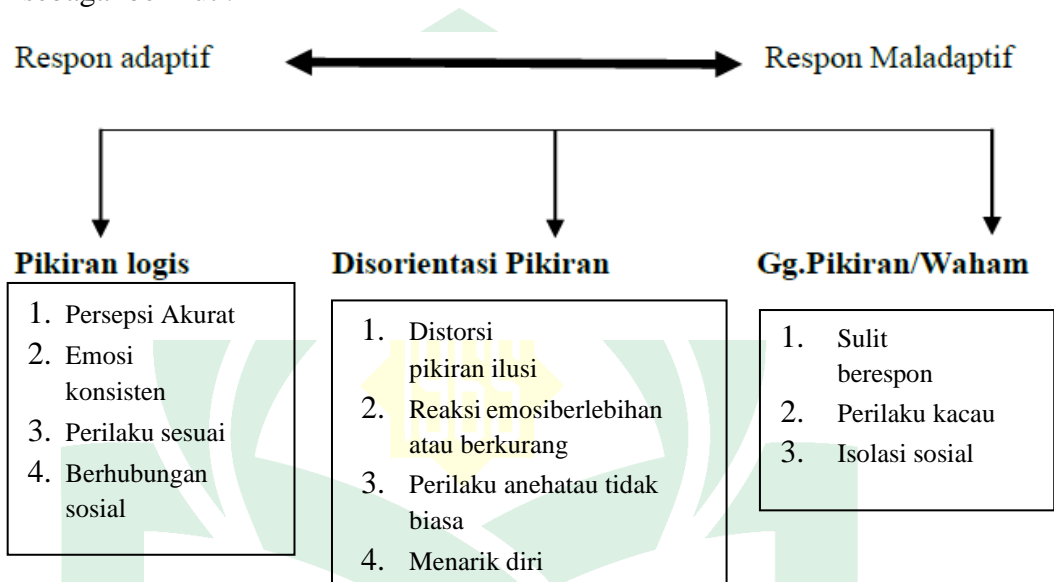 Respon adaptif
Respon Maladaptif
Pikiran logis
1. Persepsi Akurat
2. Emosi
konsisten
3. Perilaku sesuai
4. Berhubungan
sosial
Disorientasi Pikiran
1. Distorsi
pikiran ilusi
2. Reaksi emosiberlebihan
atau berkurang
3. Perilaku anehatau tidak
biasa
4. Menarik diri
Gg.Pikiran/Waham
1. Sulit
berespon
2. Perilaku kacau
3. Isolasi sosial